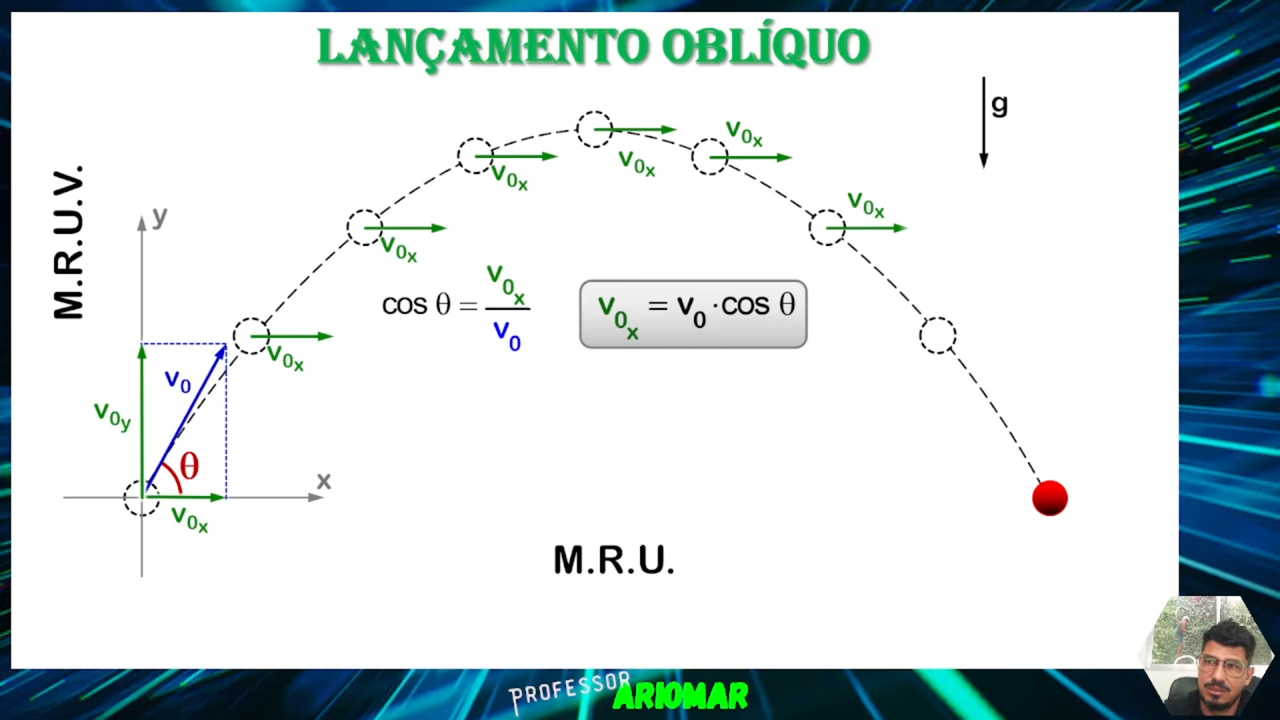 LANÇAMENTO OBLÍQUO
g
M.R.U.V.
y
x
v0y
v0
θ
v0x
v0x
v0x
v0x
v0x
v0x
v0x
cos θ = v0x / v0
v0x = v0 · cos θ
M.R.U.
PROFESSOR ARIOMAR